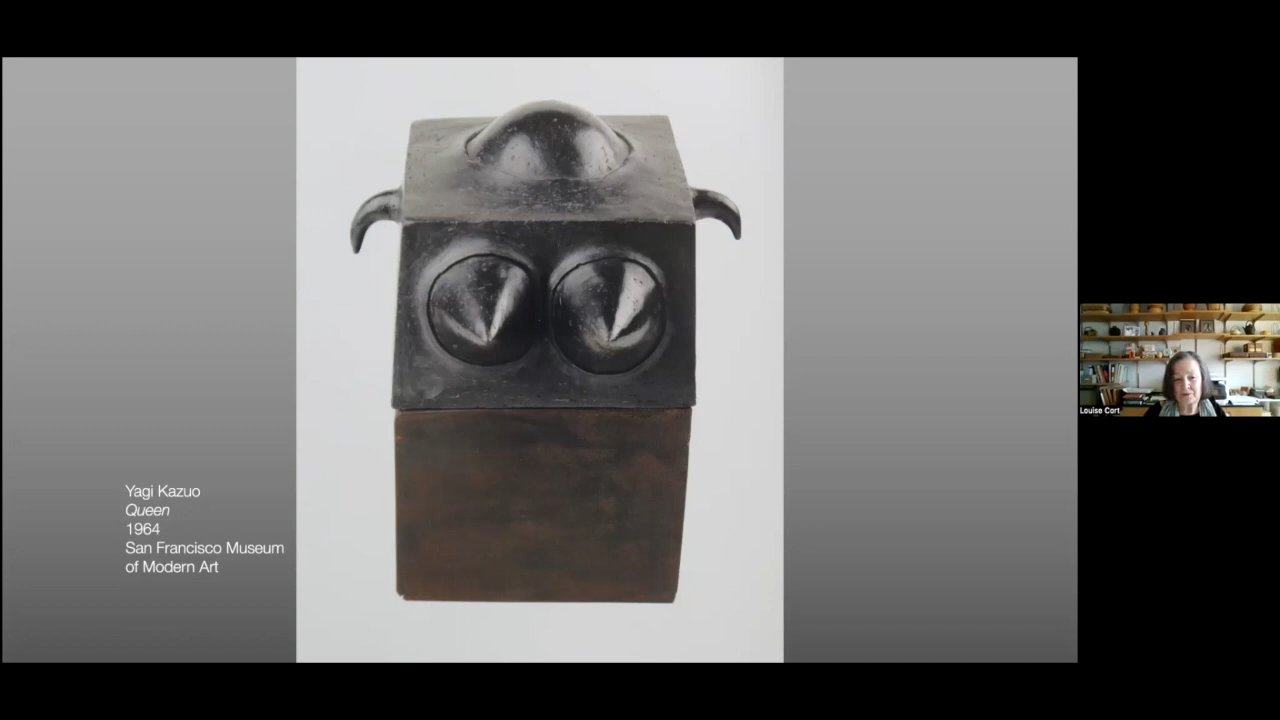 Yagi Kazuo
Queen
1964
San Francisco Museum
of Modern Art
Louise Cort